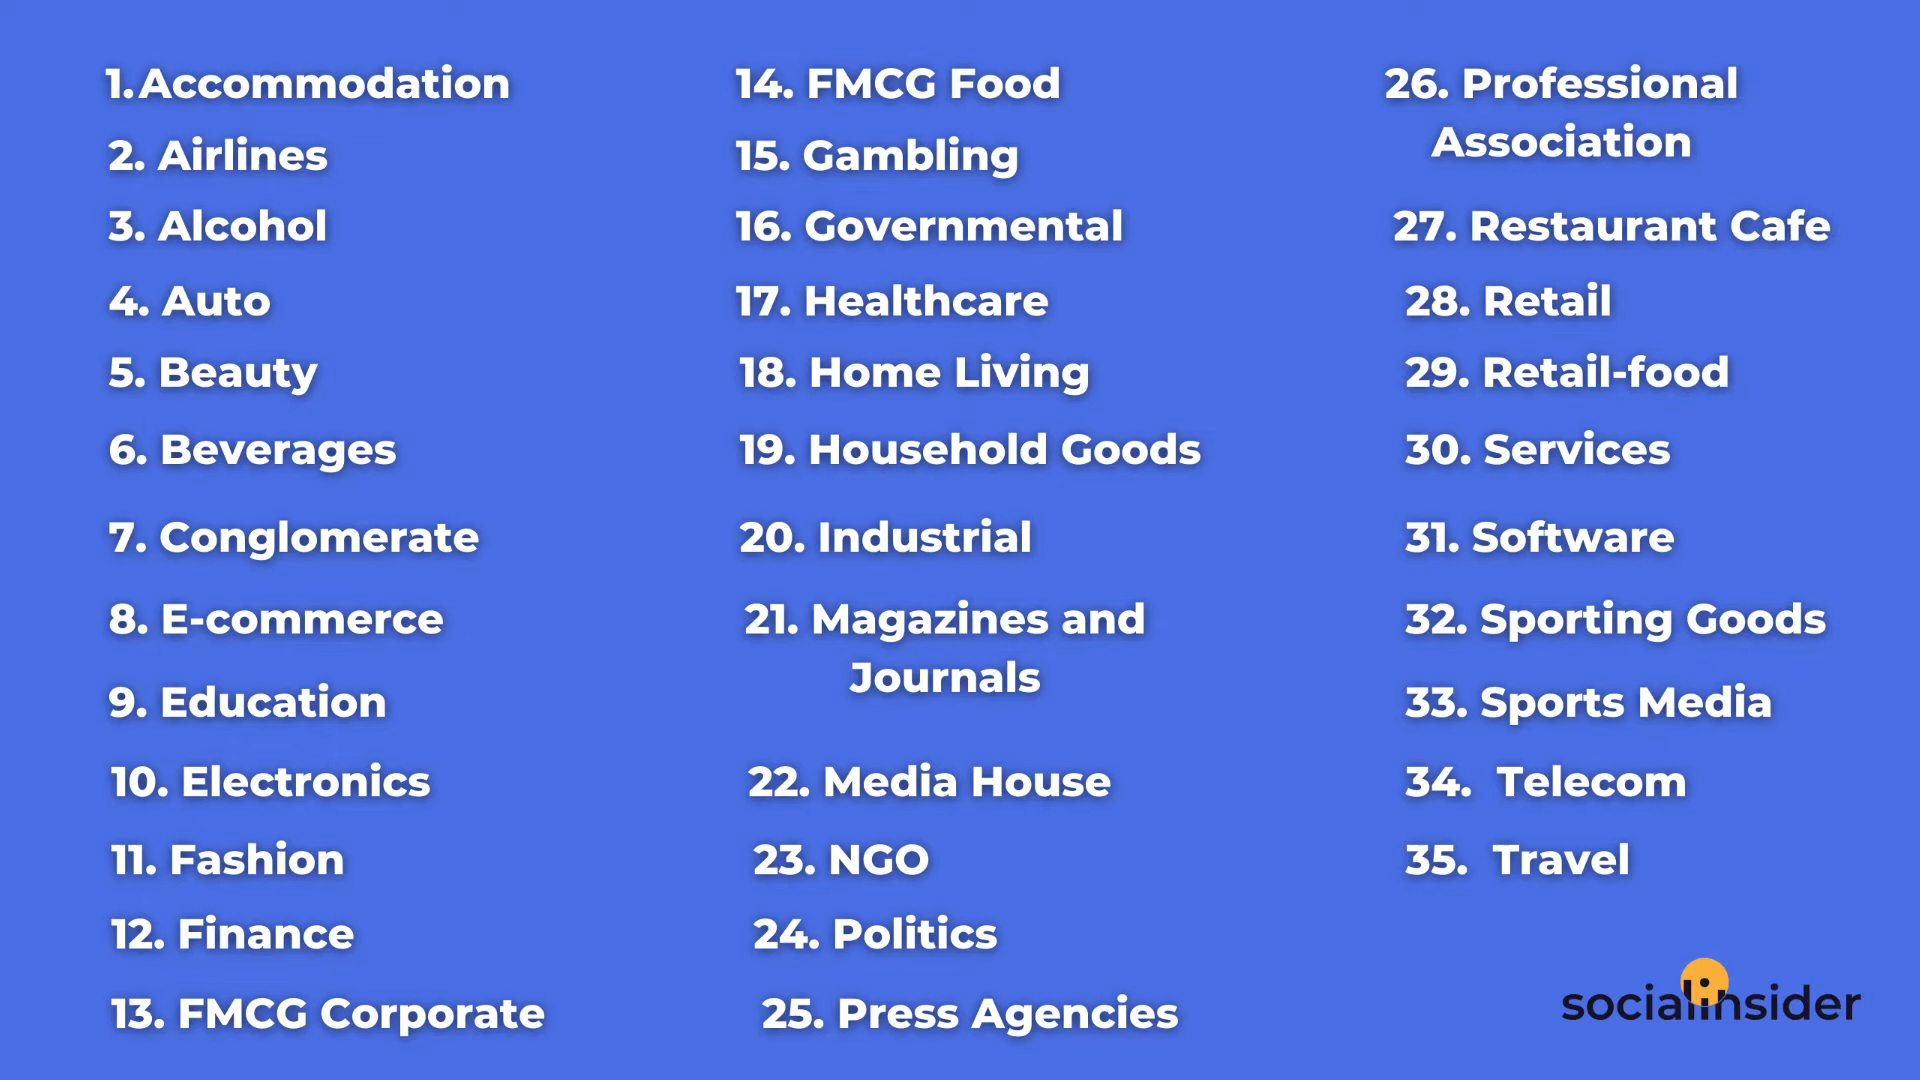 1. Accommodation
2. Airlines
3. Alcohol
4. Auto
5. Beauty
6. Beverages
7. Conglomerate
8. E-commerce
9. Education
10. Electronics
11. Fashion
12. Finance
13. FMCG Corporate
14. FMCG Food
15. Gambling
16. Governmental
17. Healthcare
18. Home Living
19. Household Goods
20. Industrial
21. Magazines and
Journals
22. Media House
23. NGO
24. Politics
25. Press Agencies
26. Professional
Association
27. Restaurant Cafe
28. Retail
29. Retail-food
30. Services
31. Software
32. Sporting Goods
33. Sports Media
34. Telecom
35. Travel
socialinsider